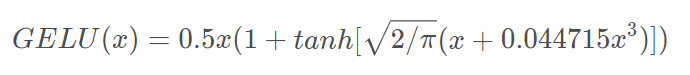 GELU(x) = 0.5x(1 + tanh[√2/π(x + 0.044715x³)])